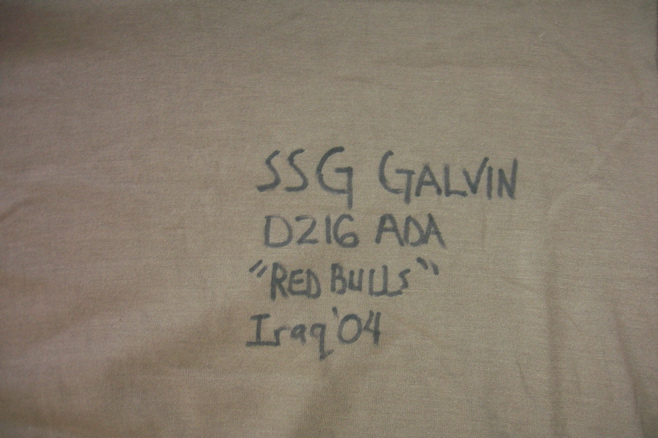 SSG GALVIN
D216 ADA
"RED BULLS"
Iraq '04